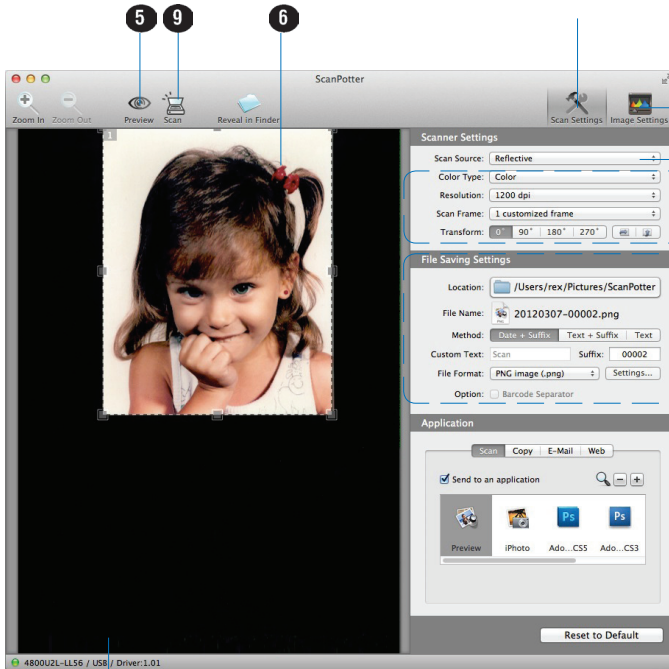 5 9 6
ScanPotter
Zoom In Zoom Out Preview Scan Reveal in Finder Scan Settings Image Settings
1
Scanner Settings
Scan Source: Reflective
Color Type: Color
Resolution: 1200 dpi
Scan Frame: 1 customized frame
Transform: 0° 90° 180° 270°
File Saving Settings
Location: /Users/rex/Pictures/ScanPotter
File Name: 20120307-00002.png
Method: Date + Suffix Text + Suffix Text
Custom Text: Scan Suffix: 00002
File Format: PNG image (.png) Settings...
Option: Barcode Separator
Application
Scan Copy E-Mail Web
Send to an application
Ps Ps
Preview iPhoto Ado...CS5 Ado...CS3
Reset to Default
4800U2L-LL56 / USB / Driver:1.01